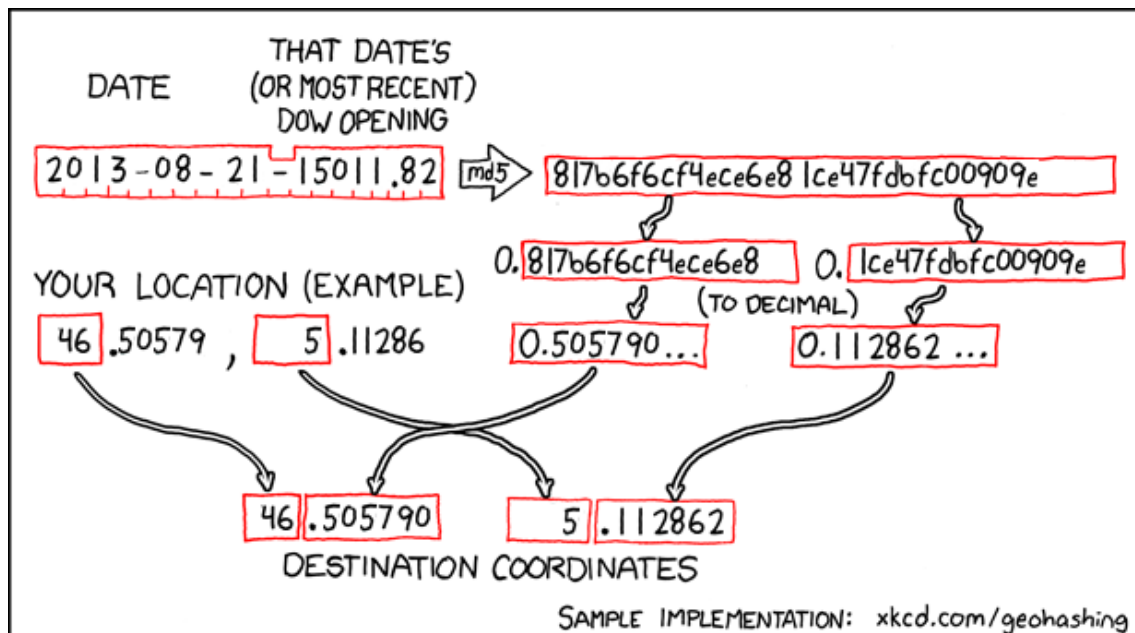 DATE
THAT DATE'S
(OR MOST RECENT)
DOW OPENING
2013-08-21-15011.82
md5
817b6f6cf4ece6e81ce47fdbfc00909e
0.817b6f6cf4ece6e8
0.1ce47fdbfc00909e
(TO DECIMAL)
0.505790...
0.112862...
YOUR LOCATION (EXAMPLE)
46.50579, 5.11286
46.505790 5.112862
DESTINATION COORDINATES
SAMPLE IMPLEMENTATION: xkcd.com/geohashing